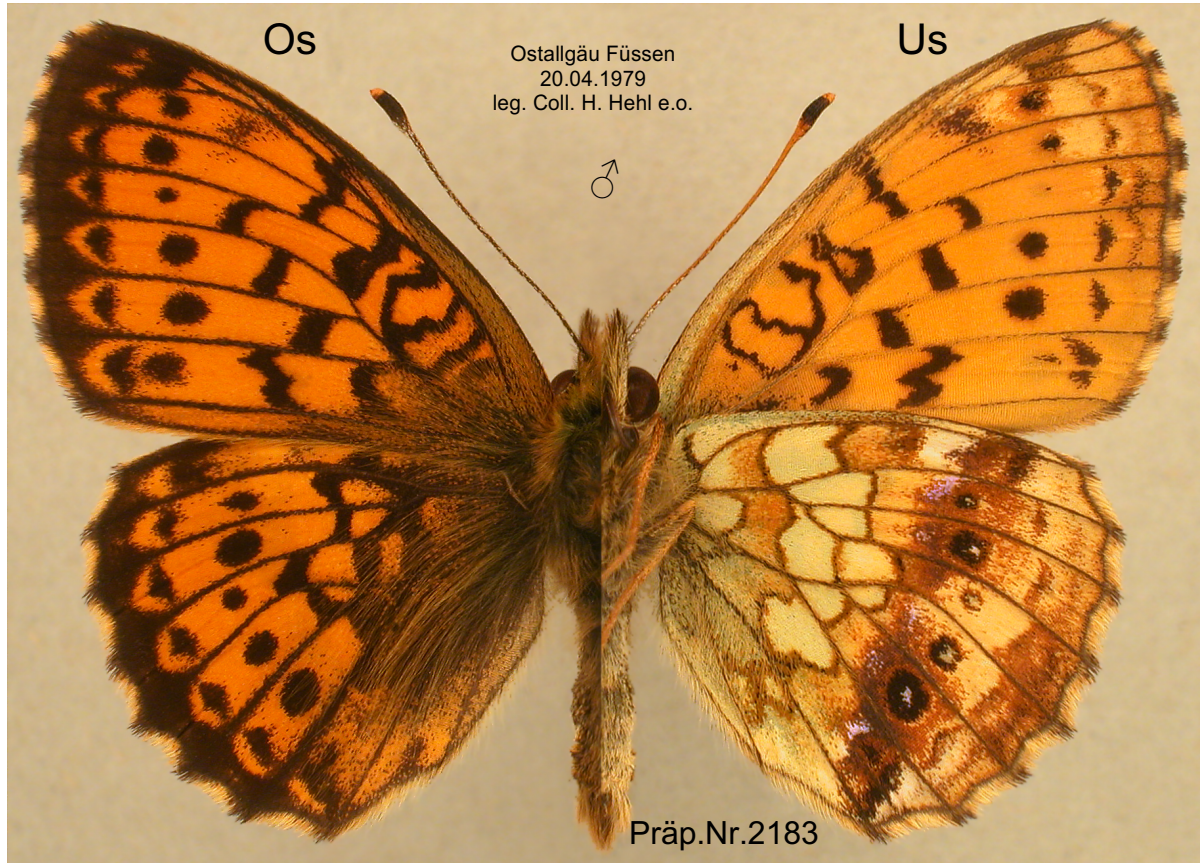 Os
Us
Ostallgäu Füssen
20.04.1979
leg. Coll. H. Hehl e.o.
♂
Präp.Nr.2183